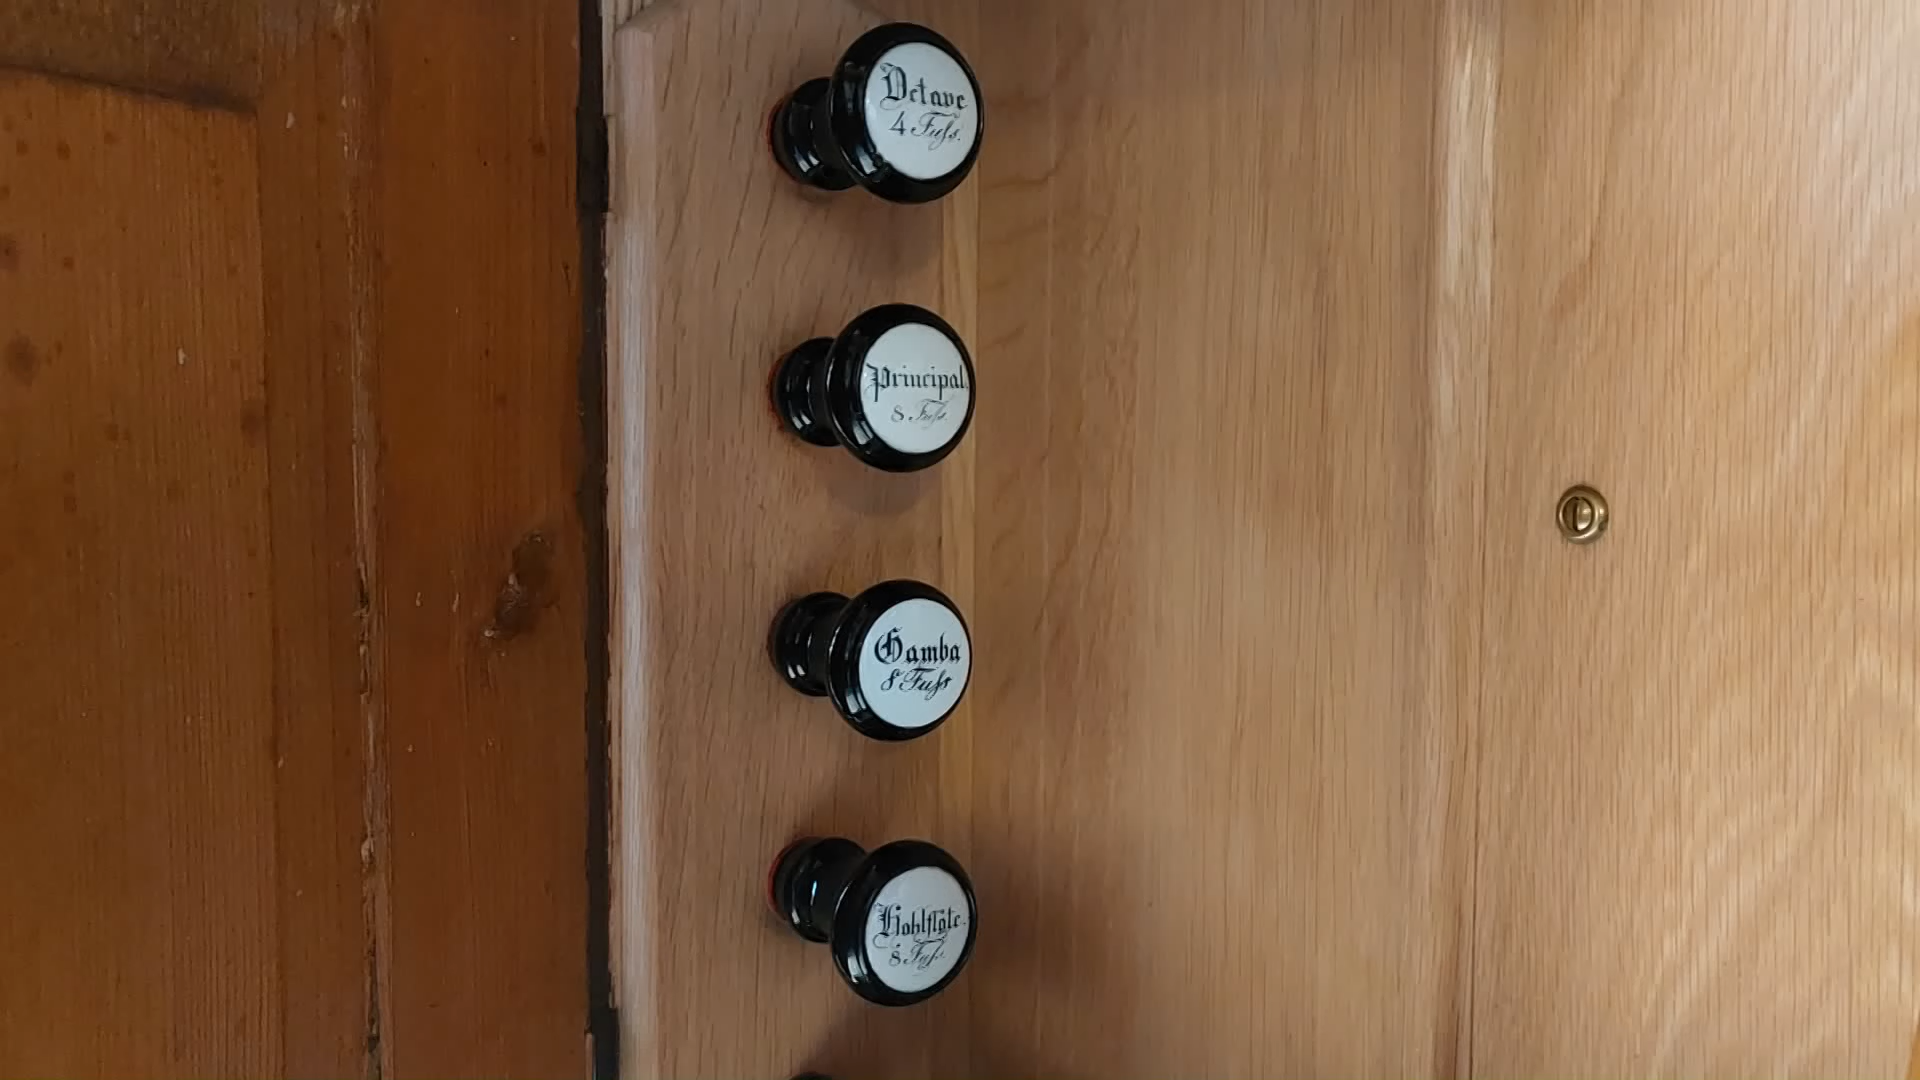 Octave
4 Fuſs.
Principal.
8 Fuſs.
Gamba
8 Fuſs
Hohlflöte.
8 Fuſs.